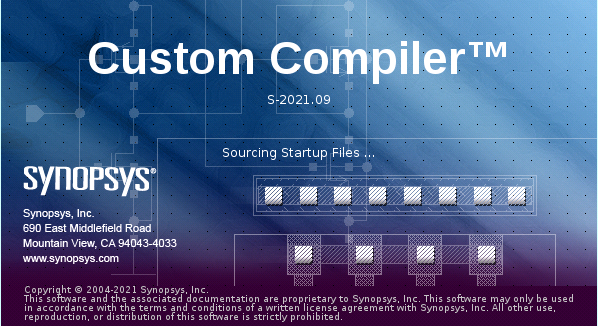 Custom Compiler™
S-2021.09
Sourcing Startup Files ...
SYNOPSYS®
Synopsys, Inc.
690 East Middlefield Road
Mountain View, CA 94043-4033
www.synopsys.com
Copyright © 2004-2021 Synopsys, Inc.
This software and the associated documentation are proprietary to Synopsys, Inc. This software may only be used
in accordance with the terms and conditions of a written license agreement with Synopsys, Inc. All other use,
reproduction, or distribution of this software is strictly prohibited.